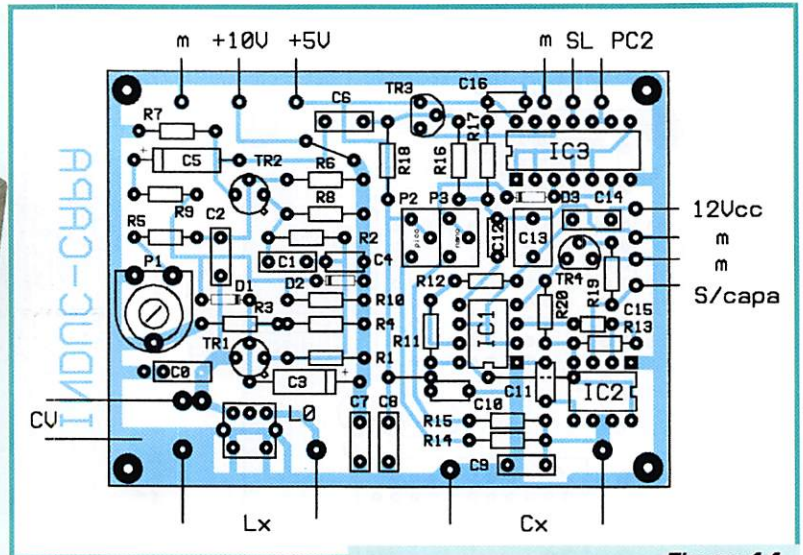 m +10V +5V
m SL PC2
C16
TR3
C6
R7
IC3
R17
R16
R18
C5
TR2
R6
D3
C14
R9
R8
P2 P3
12Vcc
C12
C13
R5
C2
R2
pico
nano
m
C1
C4
m
TR4
P1
R12
R19
D1
D2
S/capa
R10
R20
C15
R3
R4
R11
IC1
R13
TR1
R1
C0
C3
C11
IC2
L0
C7
C8
C10
CV
R15
R14
C9
Lx
Cx
INDUC-CAPA